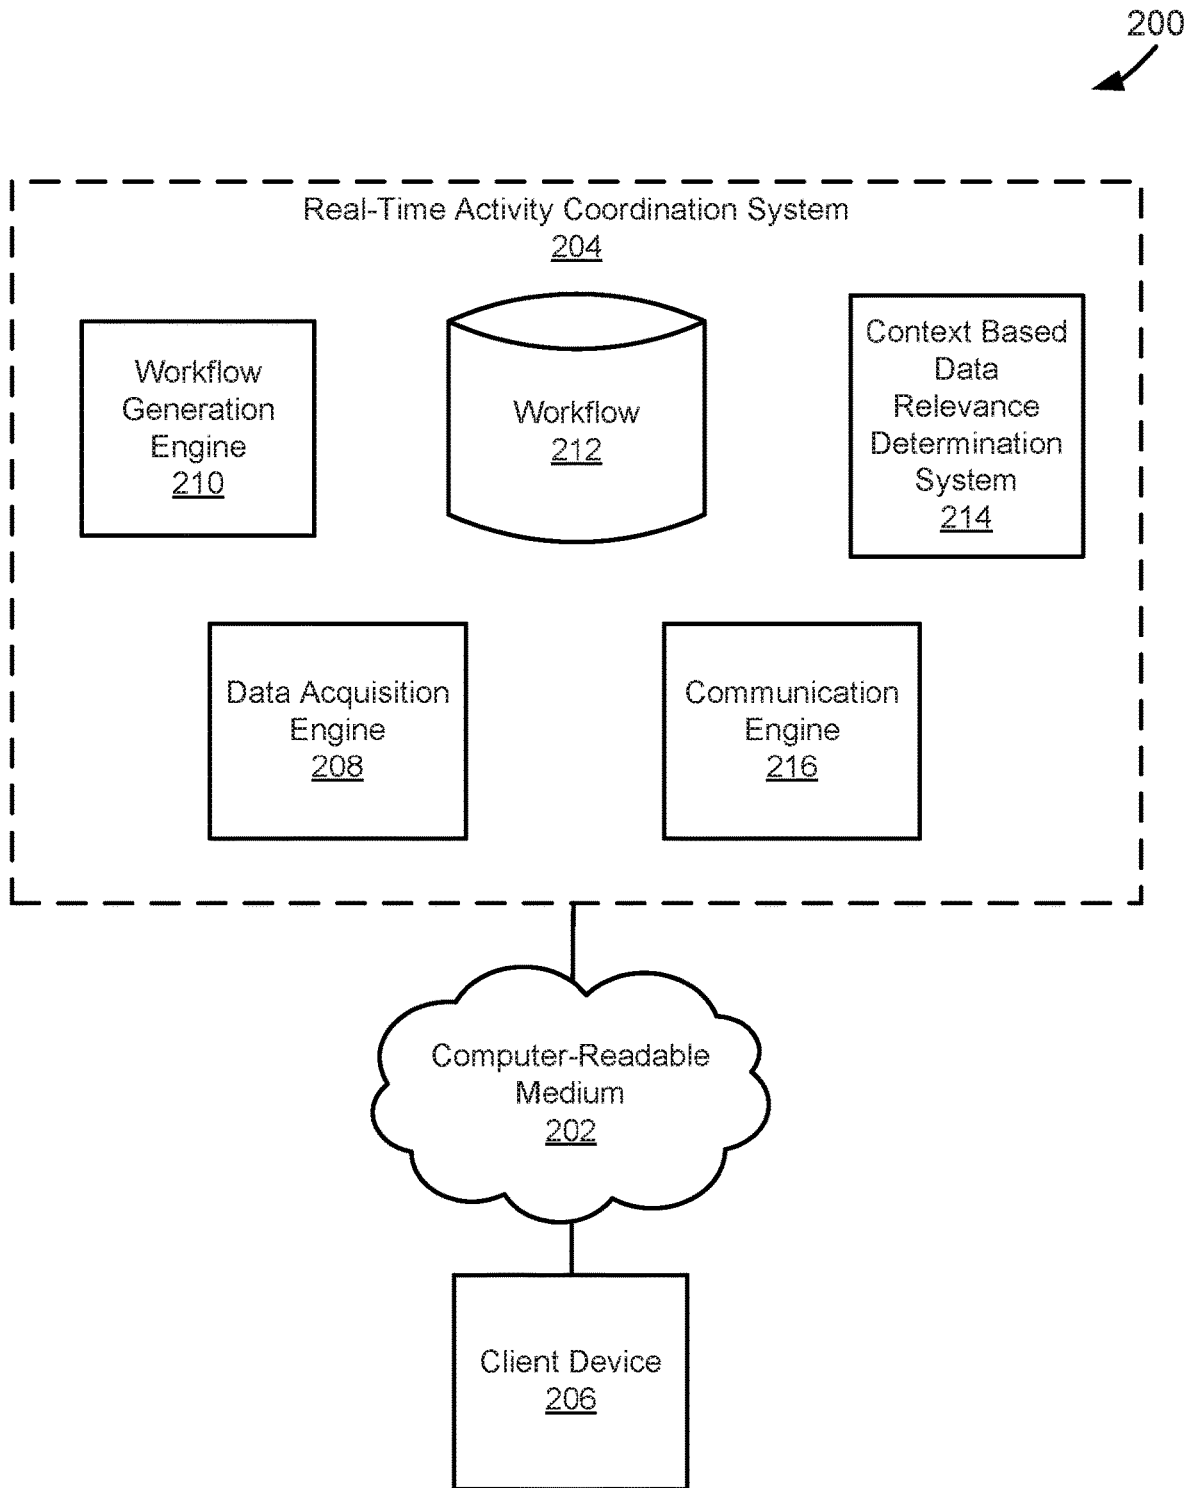 200
Real-Time Activity Coordination System
204
Workflow
Generation
Engine
210
Workflow
212
Context Based
Data
Relevance
Determination
System
214
Data Acquisition
Engine
208
Communication
Engine
216
Computer-Readable
Medium
202
Client Device
206